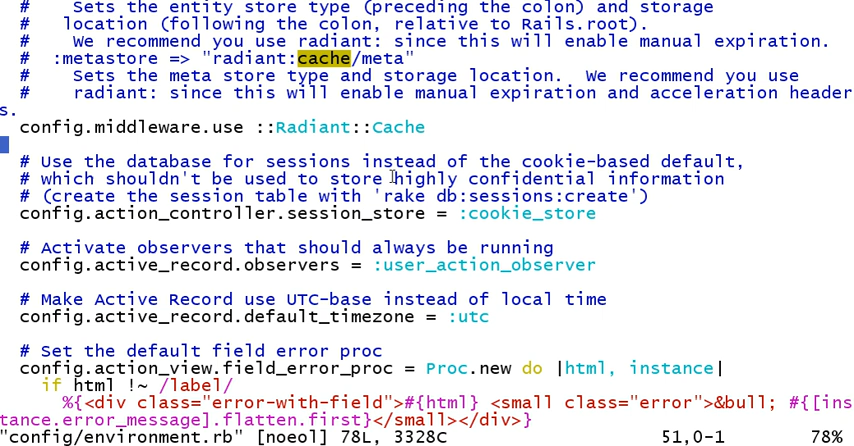 #    Sets the entity store type (preceding the colon) and storage
#   location (following the colon, relative to Rails.root).
#    We recommend you use radiant: since this will enable manual expiration.
#  :metastore => "radiant:cache/meta"
#    Sets the meta store type and storage location.  We recommend you use
#    radiant: since this will enable manual expiration and acceleration header
s.
config.middleware.use ::Radiant::Cache
# Use the database for sessions instead of the cookie-based default,
# which shouldn't be used to store highly confidential information
# (create the session table with 'rake db:sessions:create')
config.action_controller.session_store = :cookie_store
# Activate observers that should always be running
config.active_record.observers = :user_action_observer
# Make Active Record use UTC-base instead of local time
config.active_record.default_timezone = :utc
# Set the default field error proc
config.action_view.field_error_proc = Proc.new do |html, instance|
if html !~ /label/
%{<div class="error-with-field">#{html} <small class="error">&bull; #{[ins
tance.error_message].flatten.first}</small></div>}
"config/environment.rb" [noeol] 78L, 3328C 51,0-1 78%